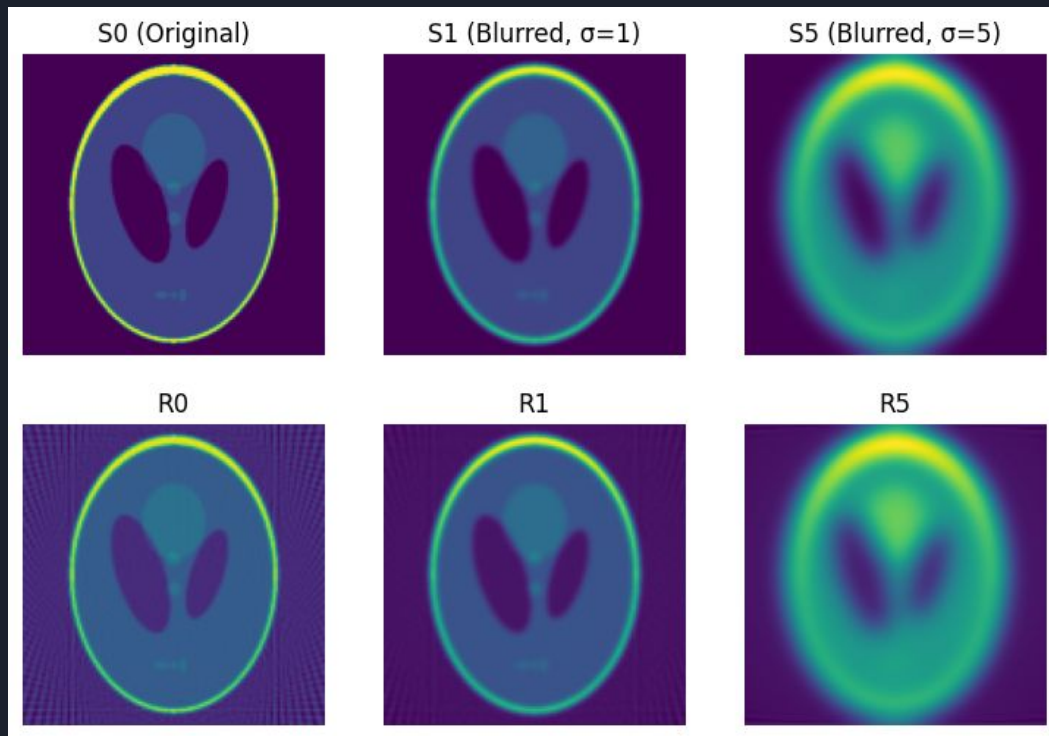 S0 (Original)
S1 (Blurred, σ=1)
S5 (Blurred, σ=5)
R0
R1
R5